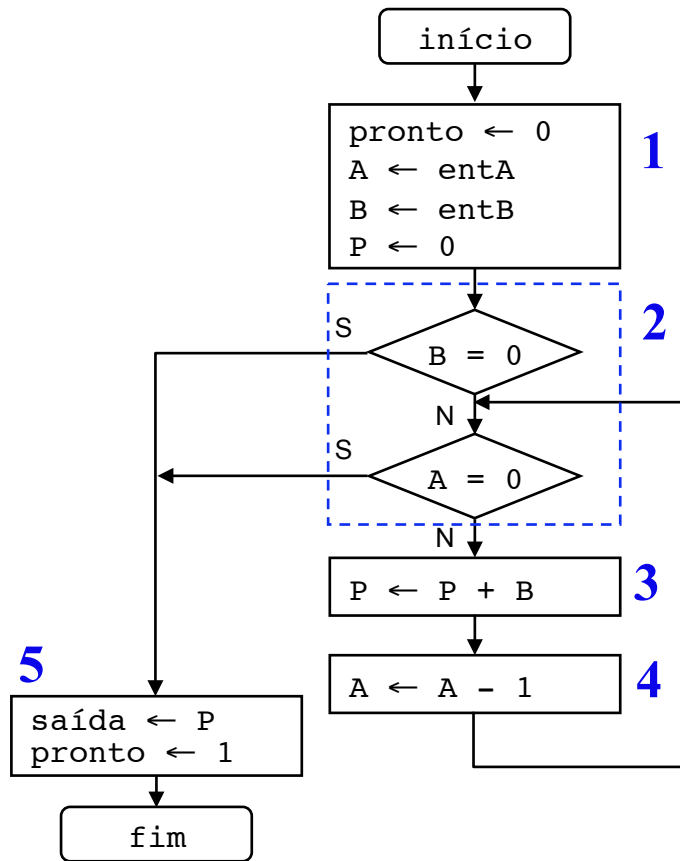 início
pronto ← 0
A ← entA
B ← entB
P ← 0
1
2
S
B = 0
N
S
A = 0
N
P ← P + B
3
A ← A - 1
4
5
saída ← P
pronto ← 1
fim